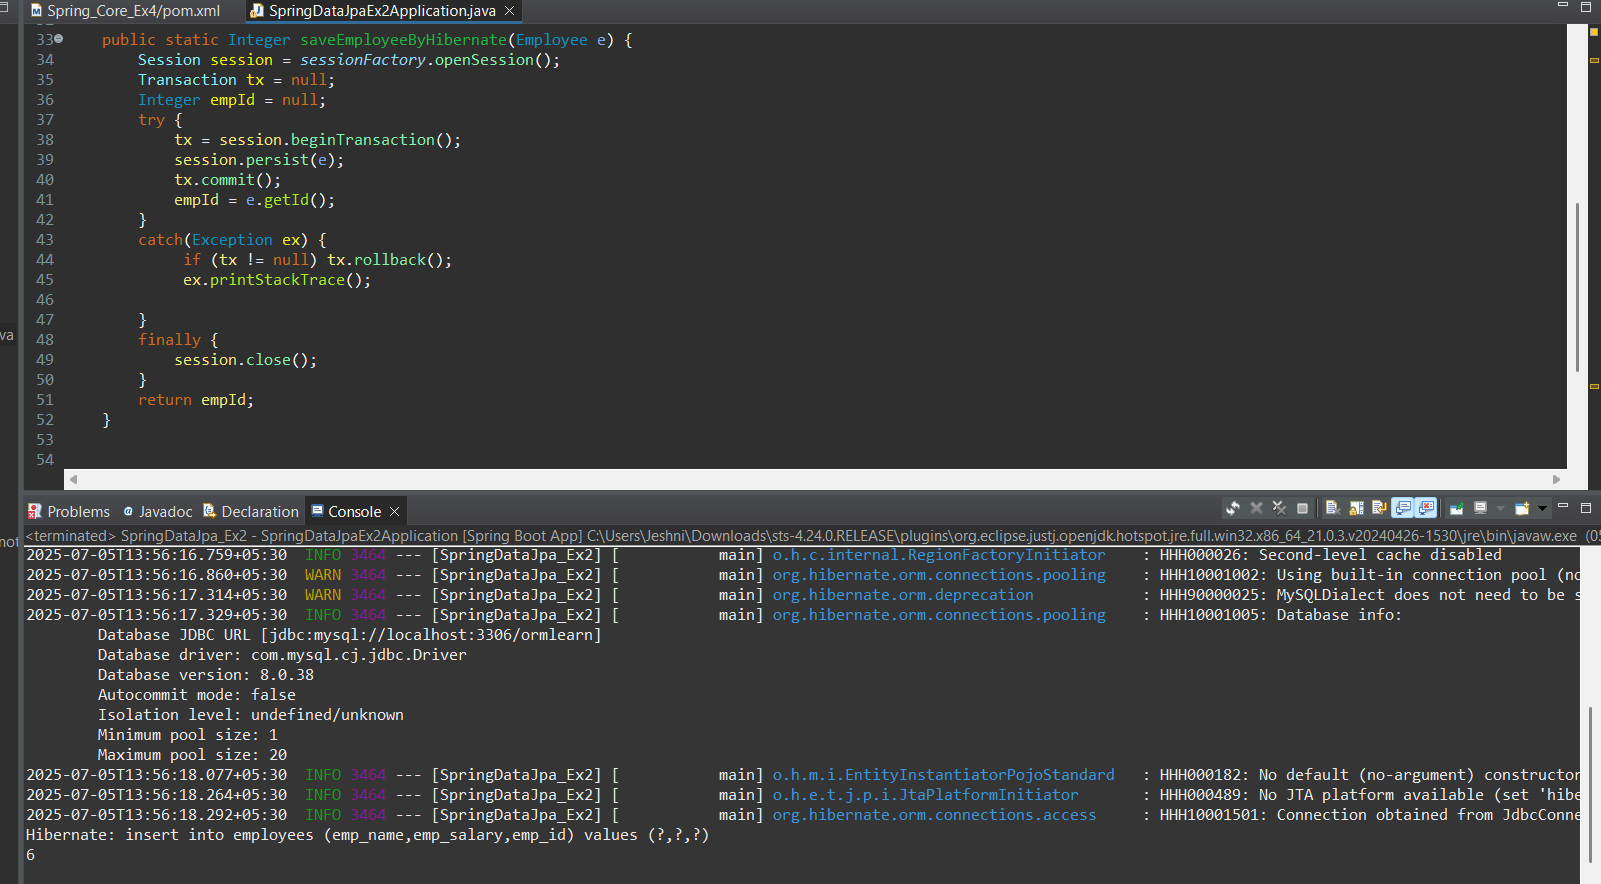 Spring_Core_Ex4/pom.xml SpringDataJpaEx2Application.java
33 public static Integer saveEmployeeByHibernate(Employee e) {
34 Session session = sessionFactory.openSession();
35 Transaction tx = null;
36 Integer empId = null;
37 try {
38 tx = session.beginTransaction();
39 session.persist(e);
40 tx.commit();
41 empId = e.getId();
42 }
43 catch(Exception ex) {
44 if (tx != null) tx.rollback();
45 ex.printStackTrace();
46
47 }
48 finally {
49 session.close();
50 }
51 return empId;
52 }
53
54
va
not
Problems @ Javadoc Declaration Console
<terminated> SpringDataJpa_Ex2 - SpringDataJpaEx2Application [Spring Boot App] C:\Users\Jeshni\Downloads\sts-4.24.0.RELEASE\plugins\org.eclipse.justj.openjdk.hotspot.jre.full.win32.x86_64_21.0.3.v20240426-1530\jre\bin\javaw.exe (05
2025-07-05T13:56:16.759+05:30 INFO 3464 --- [SpringDataJpa_Ex2] [ main] o.h.c.internal.RegionFactoryInitiator : HHH000026: Second-level cache disabled
2025-07-05T13:56:16.860+05:30 WARN 3464 --- [SpringDataJpa_Ex2] [ main] org.hibernate.orm.connections.pooling : HHH10001002: Using built-in connection pool (no
2025-07-05T13:56:17.314+05:30 WARN 3464 --- [SpringDataJpa_Ex2] [ main] org.hibernate.orm.deprecation : HHH90000025: MySQLDialect does not need to be s
2025-07-05T13:56:17.329+05:30 INFO 3464 --- [SpringDataJpa_Ex2] [ main] org.hibernate.orm.connections.pooling : HHH10001005: Database info:
Database JDBC URL [jdbc:mysql://localhost:3306/ormlearn]
Database driver: com.mysql.cj.jdbc.Driver
Database version: 8.0.38
Autocommit mode: false
Isolation level: undefined/unknown
Minimum pool size: 1
Maximum pool size: 20
2025-07-05T13:56:18.077+05:30 INFO 3464 --- [SpringDataJpa_Ex2] [ main] o.h.m.i.EntityInstantiatorPojoStandard : HHH000182: No default (no-argument) constructor
2025-07-05T13:56:18.264+05:30 INFO 3464 --- [SpringDataJpa_Ex2] [ main] o.h.e.t.j.p.i.JtaPlatformInitiator : HHH000489: No JTA platform available (set 'hibe
2025-07-05T13:56:18.292+05:30 INFO 3464 --- [SpringDataJpa_Ex2] [ main] org.hibernate.orm.connections.access : HHH10001501: Connection obtained from JdbcConne
Hibernate: insert into employees (emp_name,emp_salary,emp_id) values (?,?,?)
6